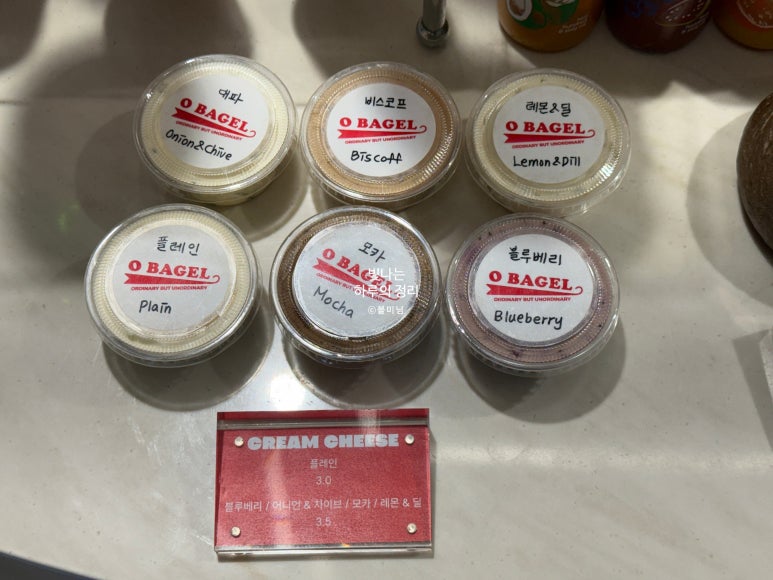 대파
O BAGEL
ORDINARY BUT UNORDINARY
Onion&Chive
비스코프
O BAGEL
ORDINARY BUT UNORDINARY
Biscoff
레몬&딜
O BAGEL
ORDINARY BUT UNORDINARY
Lemon&Dill
플레인
O BAGEL
ORDINARY BUT UNORDINARY
Plain
모카
O BAGEL
Mocha
빛나는
하루의 정리
©불미넴
블루베리
O BAGEL
ORDINARY BUT UNORDINARY
Blueberry
CREAM CHEESE
플레인
3.0
블루베리 / 어니언 & 차이브 / 모카 / 레몬 & 딜
3.5